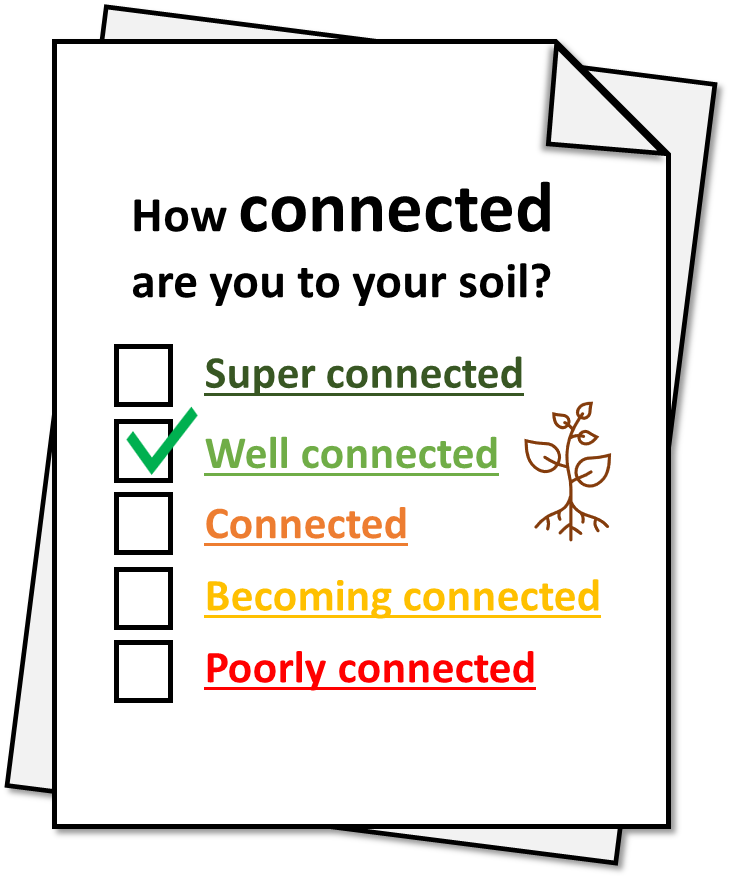 How connected
are you to your soil?
Super connected
Well connected
Connected
Becoming connected
Poorly connected